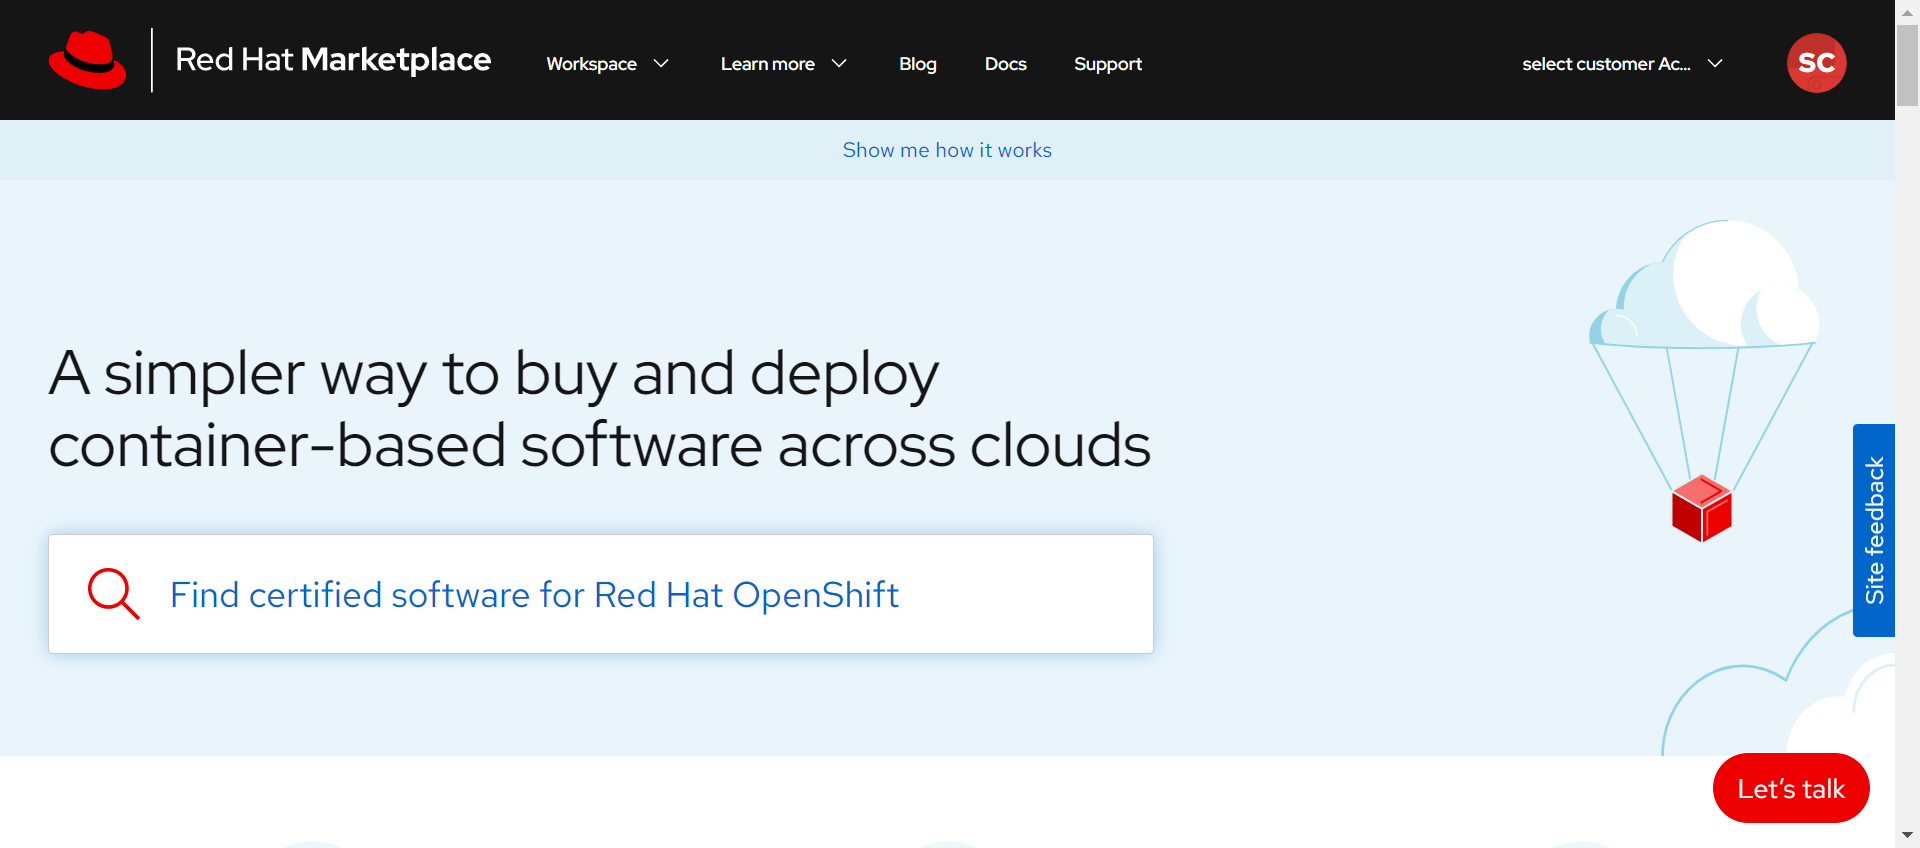 Red Hat Marketplace
Workspace
Learn more
Blog
Docs
Support
select customer Ac...
SC
Show me how it works
A simpler way to buy and deploy
container-based software across clouds
Find certified software for Red Hat OpenShift
Site feedback
Let's talk